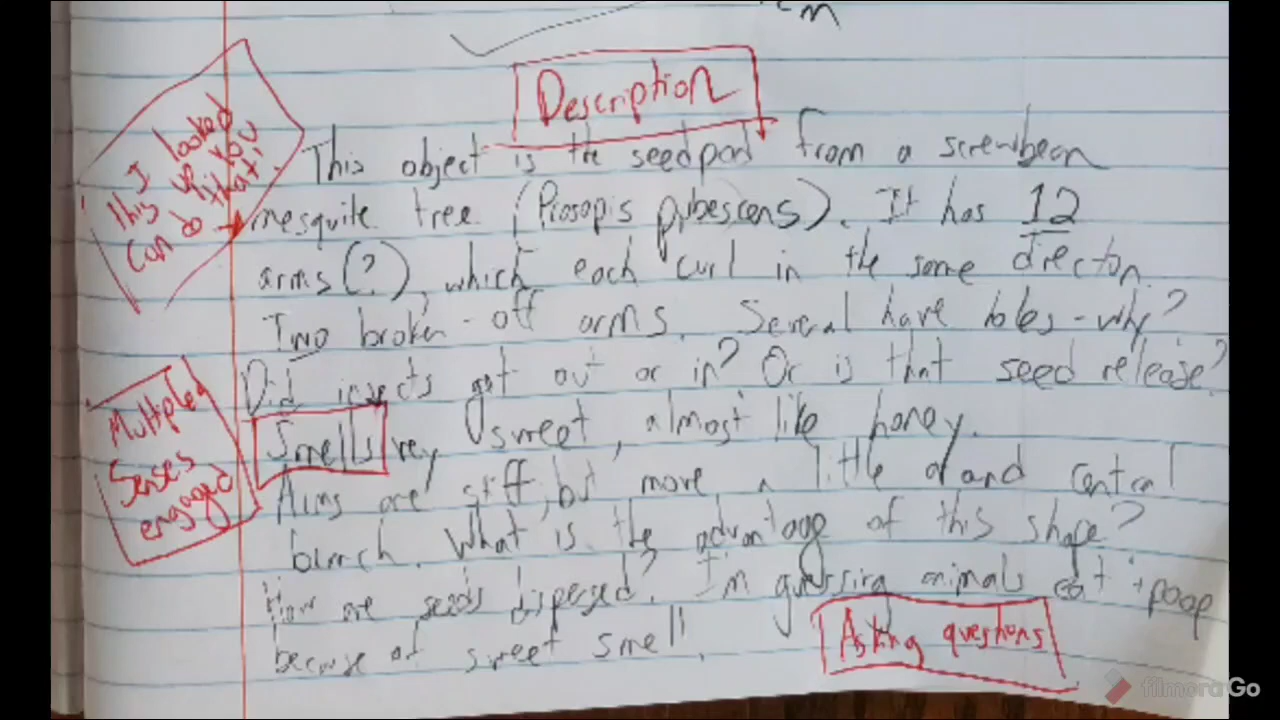 cm
Description
I looked
this up. You
can do that!
This object is the seedpod from a screwbean
mesquite tree (Prosopis pubescens). It has 12
arms(?), which each curl in the same direction.
Two broken-off arms. Several have holes - why?
Did insects get out or in? Or is that seed release?
Smells very sweet, almost like honey.
Multiple
senses
engaged
Arms are stiff, but move a little and central
branch. What is the advantage of this shape?
How are seeds dispersed? I'm guessing animals eat + poop
because of sweet smell.
Asking questions
filmoraGo